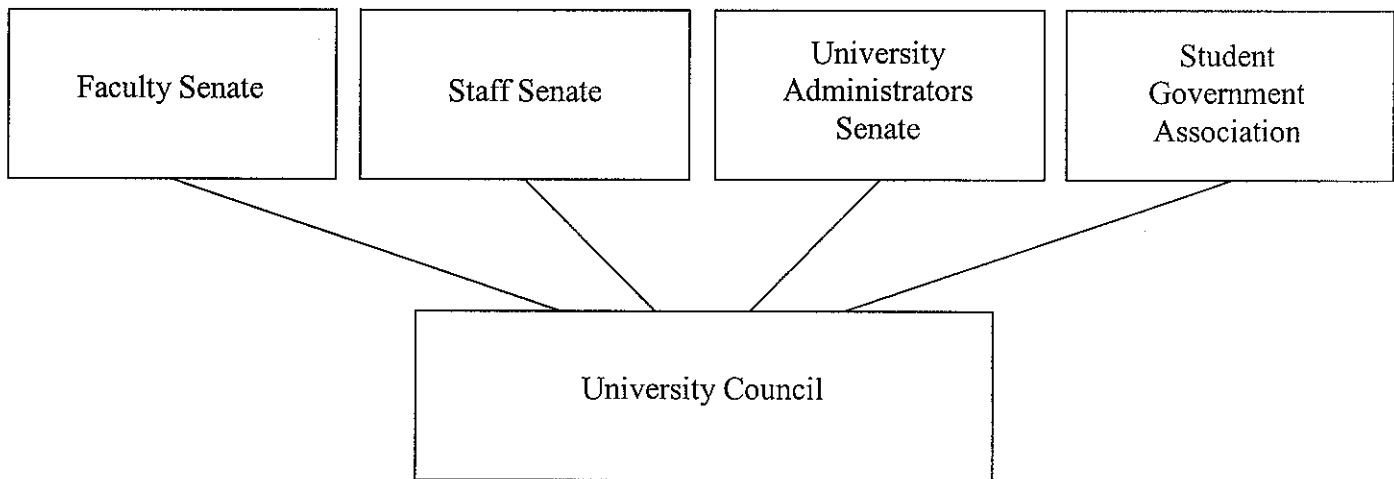 Faculty Senate
Staff Senate
University
Administrators
Senate
Student
Government
Association
University Council